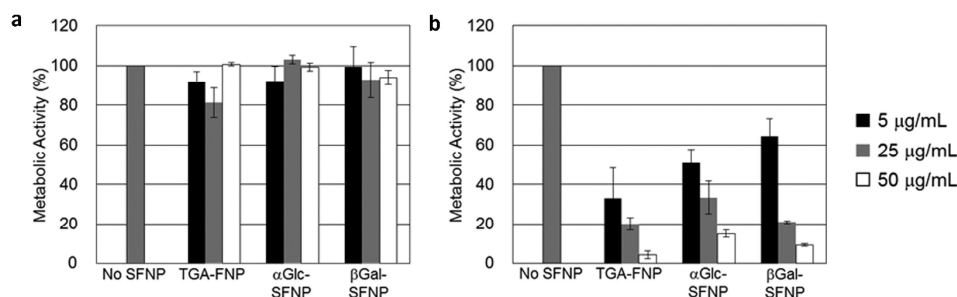 a
Metabolic Activity (%)
120
100
80
60
40
20
0
No SFNP
TGA-FNP
αGlc-
SFNP
βGal-
SFNP
b
Metabolic Activity (%)
120
100
80
60
40
20
0
No SFNP
TGA-FNP
αGlc-
SFNP
βGal-
SFNP
5 μg/mL
25 μg/mL
50 μg/mL